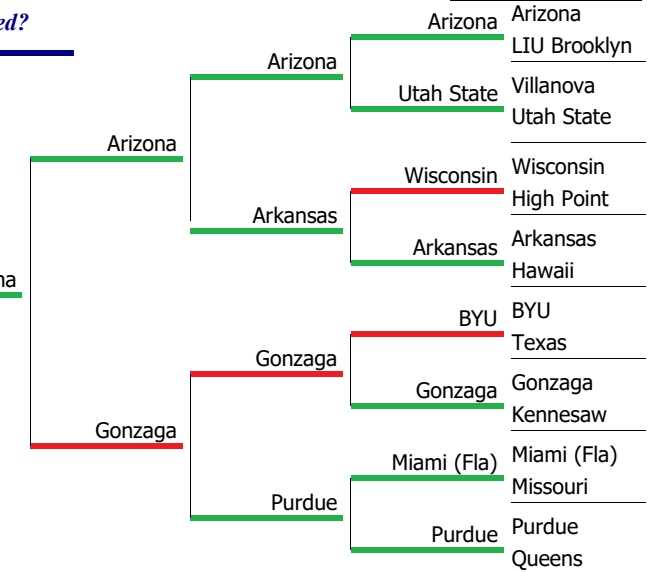 ed?
Arizona
LIU Brooklyn
Villanova
Utah State
Wisconsin
High Point
Arkansas
Hawaii
BYU
Texas
Gonzaga
Kennesaw
Miami (Fla)
Missouri
Purdue
Queens
Arizona
Utah State
Wisconsin
Arkansas
BYU
Gonzaga
Miami (Fla)
Purdue
Arizona
Arkansas
Gonzaga
Purdue
Arizona
Gonzaga
na